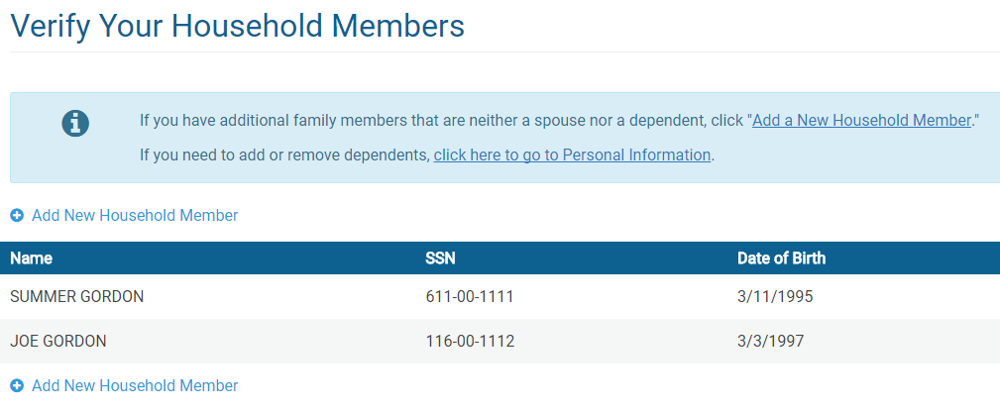 Verify Your Household Members
If you have additional family members that are neither a spouse nor a dependent, click "Add a New Household Member."
If you need to add or remove dependents, click here to go to Personal Information.
Add New Household Member
Name SSN Date of Birth
SUMMER GORDON 611-00-1111 3/11/1995
JOE GORDON 116-00-1112 3/3/1997
Add New Household Member